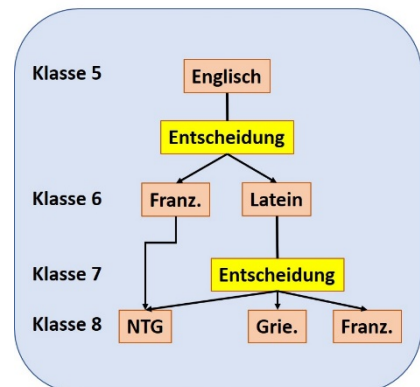 Klasse 5 Englisch
Entscheidung
Klasse 6 Franz. Latein
Klasse 7 Entscheidung
Klasse 8 NTG Grie. Franz.